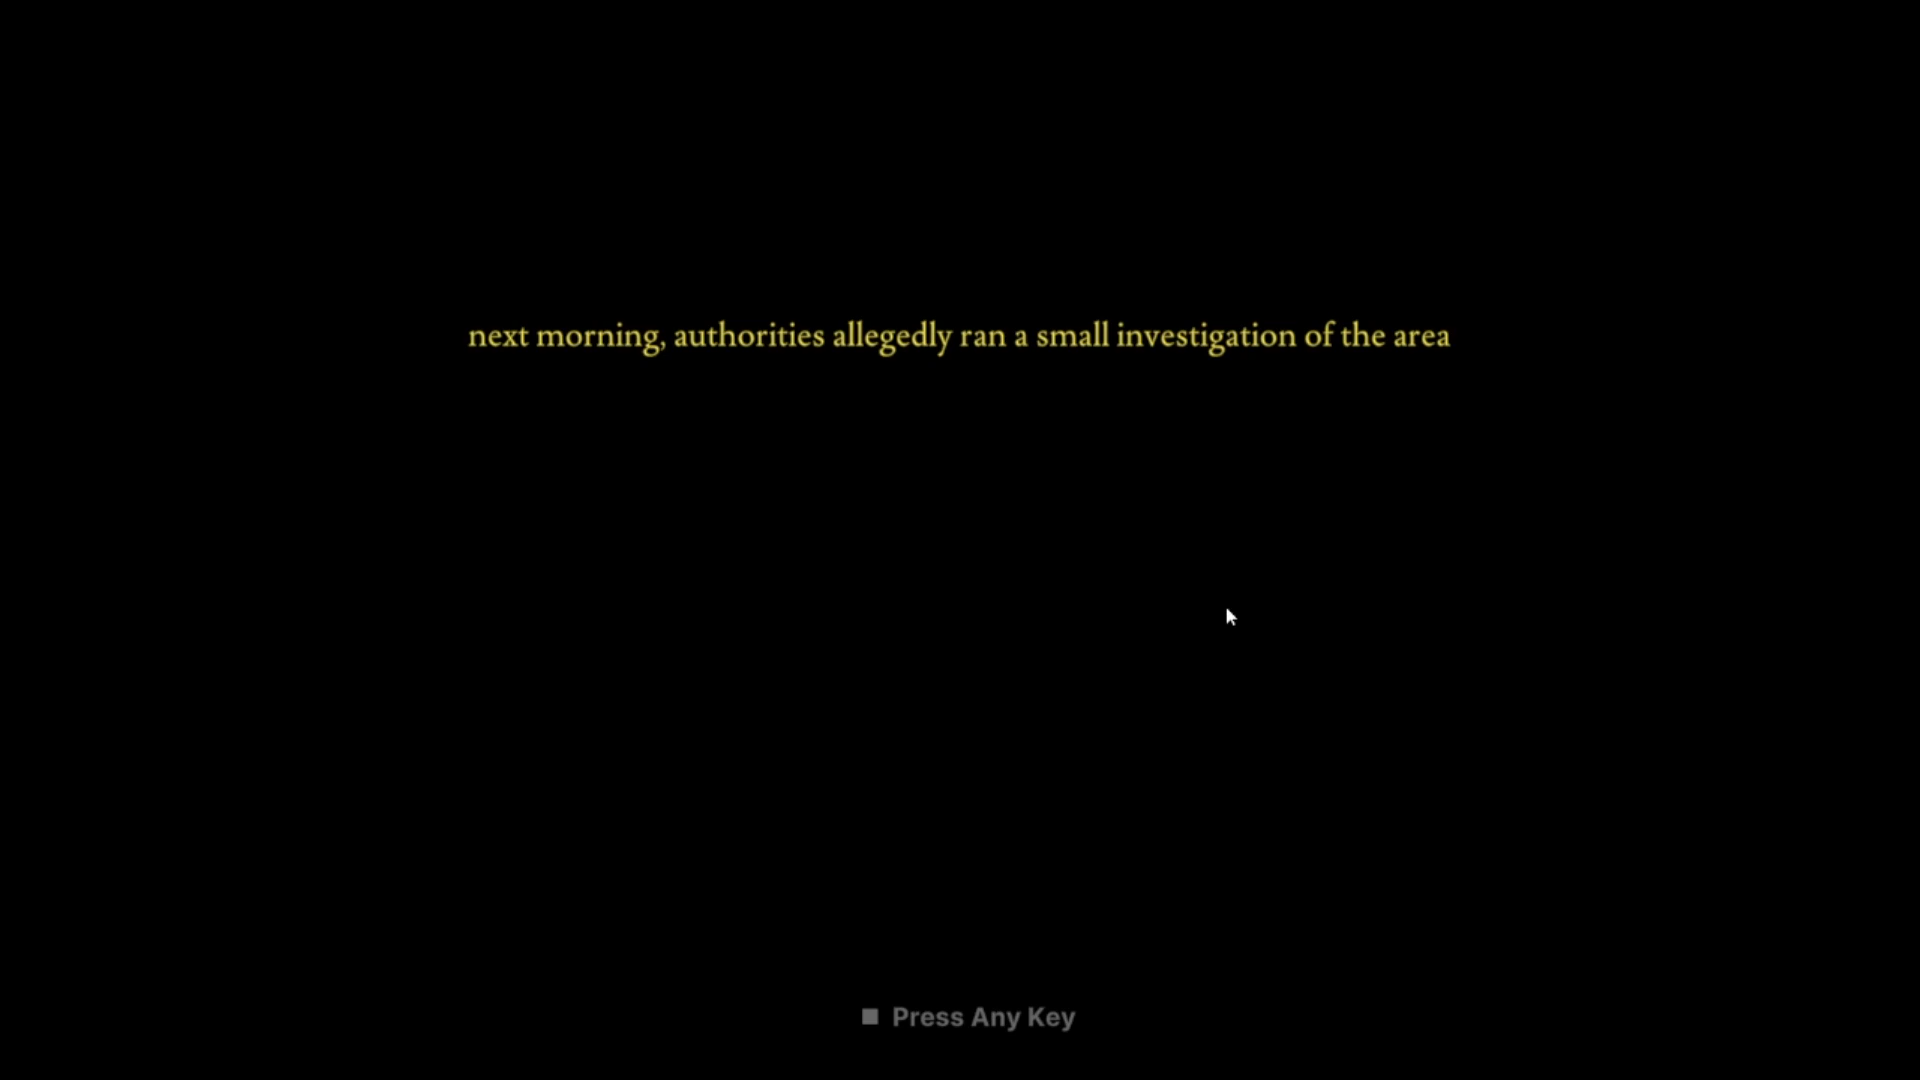 next morning, authorities allegedly ran a small investigation of the area
Press Any Key